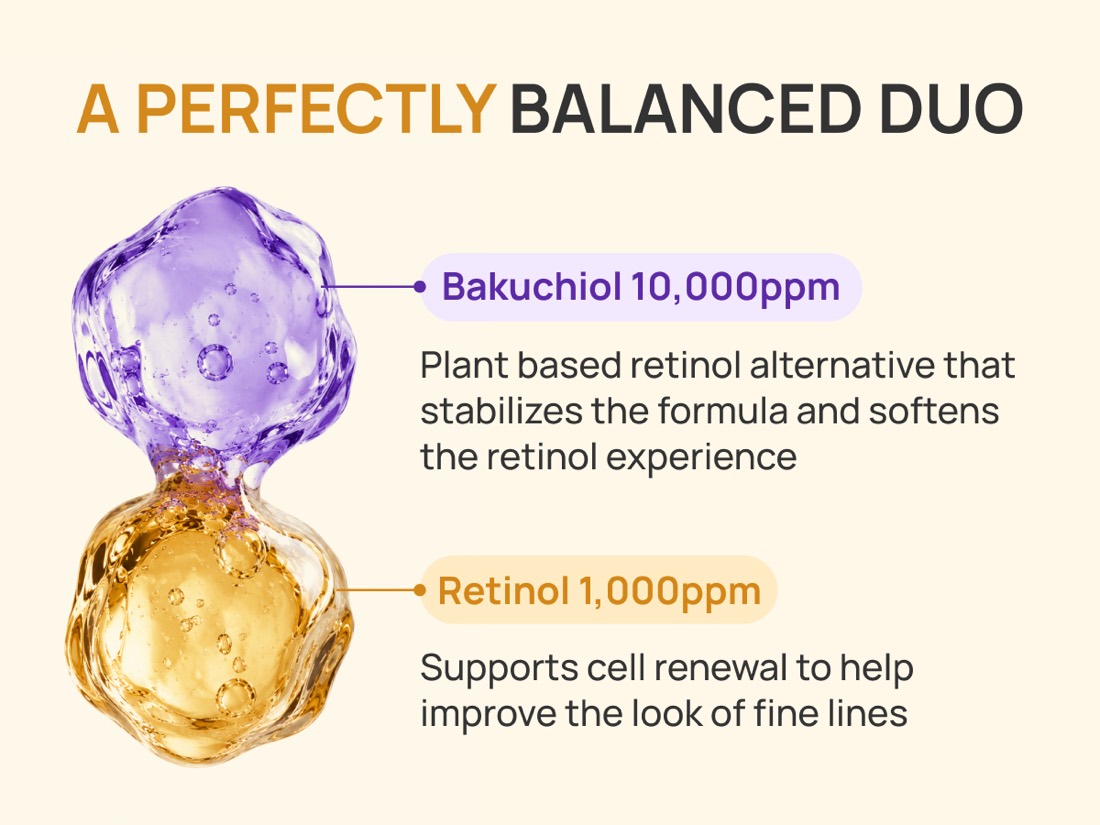 A PERFECTLY BALANCED DUO
Bakuchiol 10,000ppm
Plant based retinol alternative that
stabilizes the formula and softens
the retinol experience
Retinol 1,000ppm
Supports cell renewal to help
improve the look of fine lines